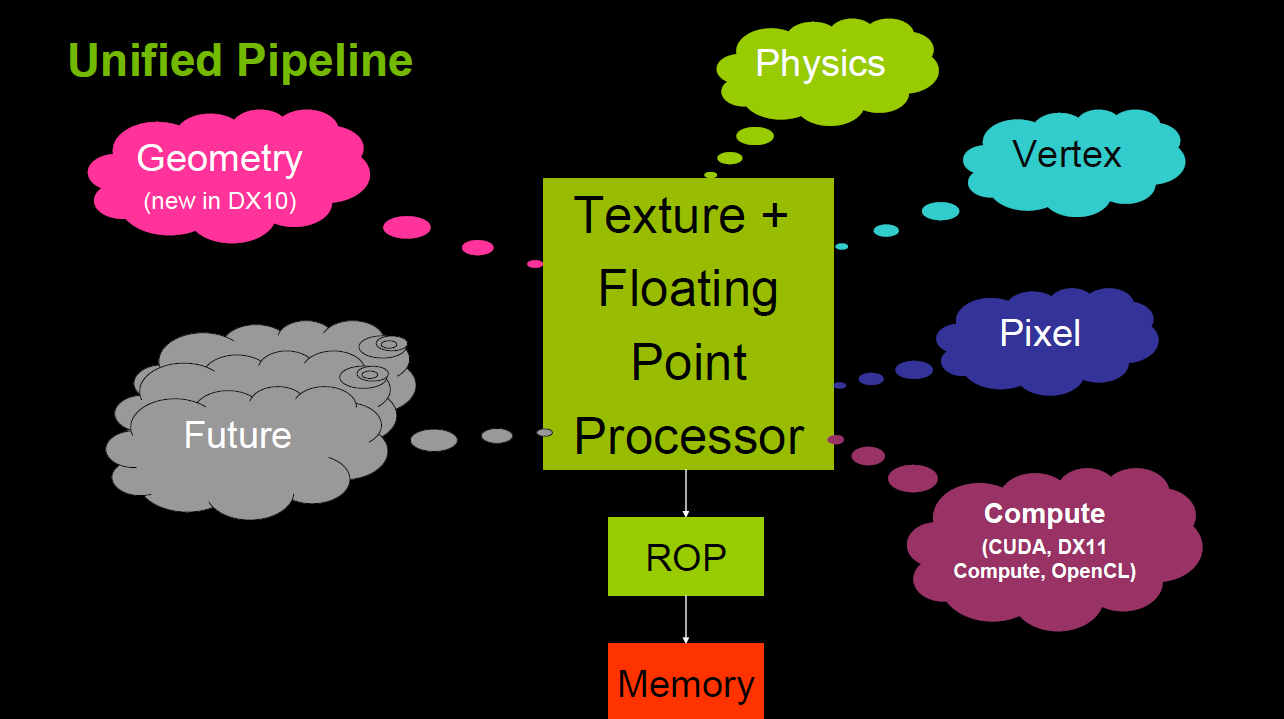 Unified Pipeline
Physics
Geometry
(new in DX10)
Vertex
Texture +
Floating
Point
Processor
Pixel
Future
Compute
(CUDA, DX11
Compute, OpenCL)
ROP
Memory